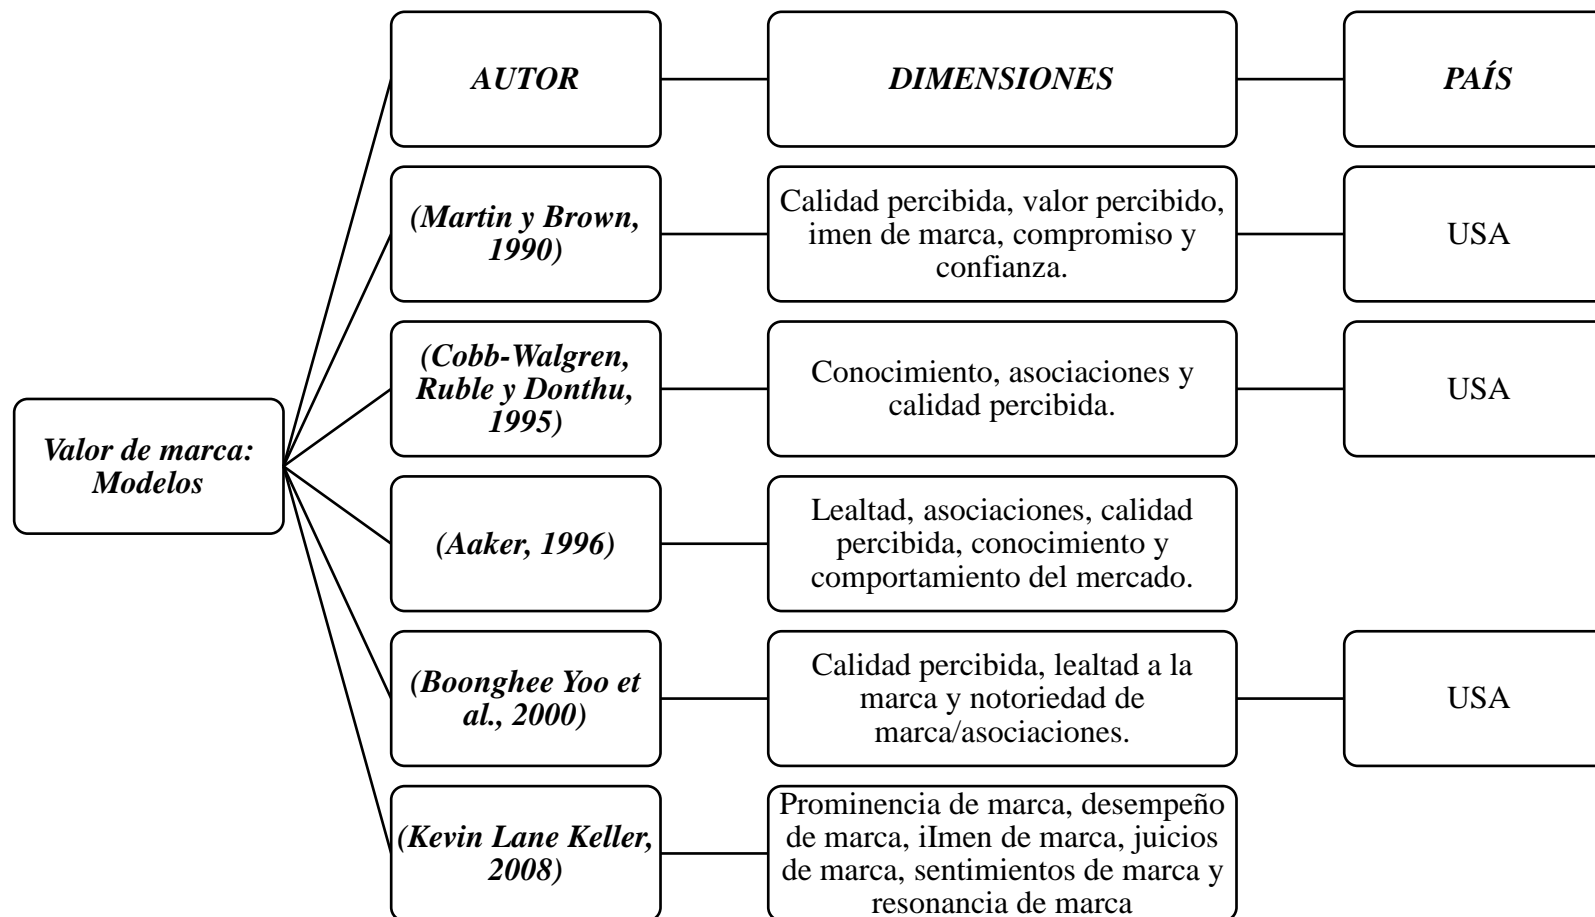 AUTOR
DIMENSIONES
PAÍS
(Martin y Brown,
1990)
Calidad percibida, valor percibido,
imen de marca, compromiso y
confianza.
USA
(Cobb-Walgren,
Ruble y Donthu,
1995)
Conocimiento, asociaciones y
calidad percibida.
USA
Valor de marca:
Modelos
(Aaker, 1996)
Lealtad, asociaciones, calidad
percibida, conocimiento y
comportamiento del mercado.
(Boonghee Yoo et
al., 2000)
Calidad percibida, lealtad a la
marca y notoriedad de
marca/asociaciones.
USA
(Kevin Lane Keller,
2008)
Prominencia de marca, desempeño
de marca, iImen de marca, juicios
de marca, sentimientos de marca y
resonancia de marca